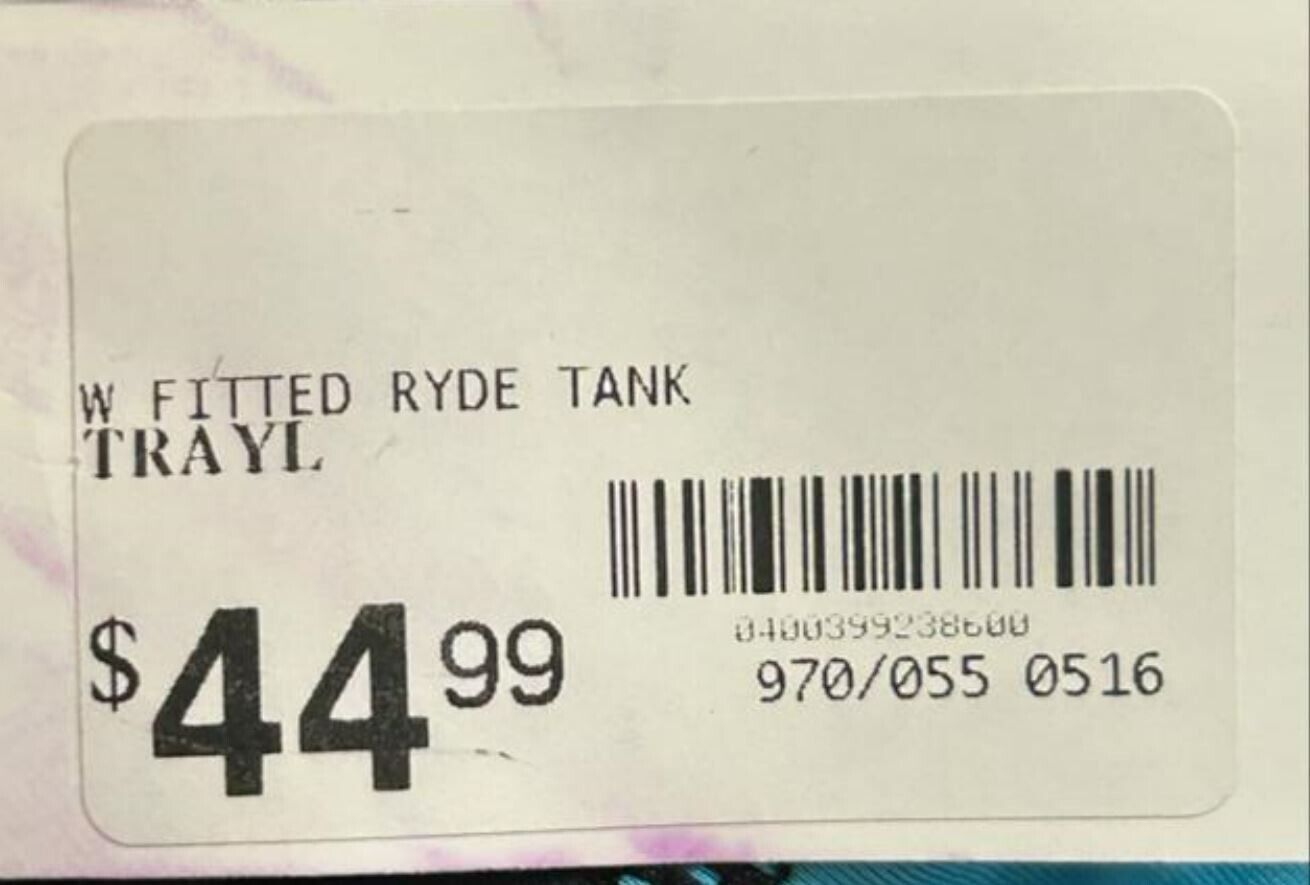 W FITTED RYDE TANK
TRAYL
$44 99
0400399238600
970/055 0516